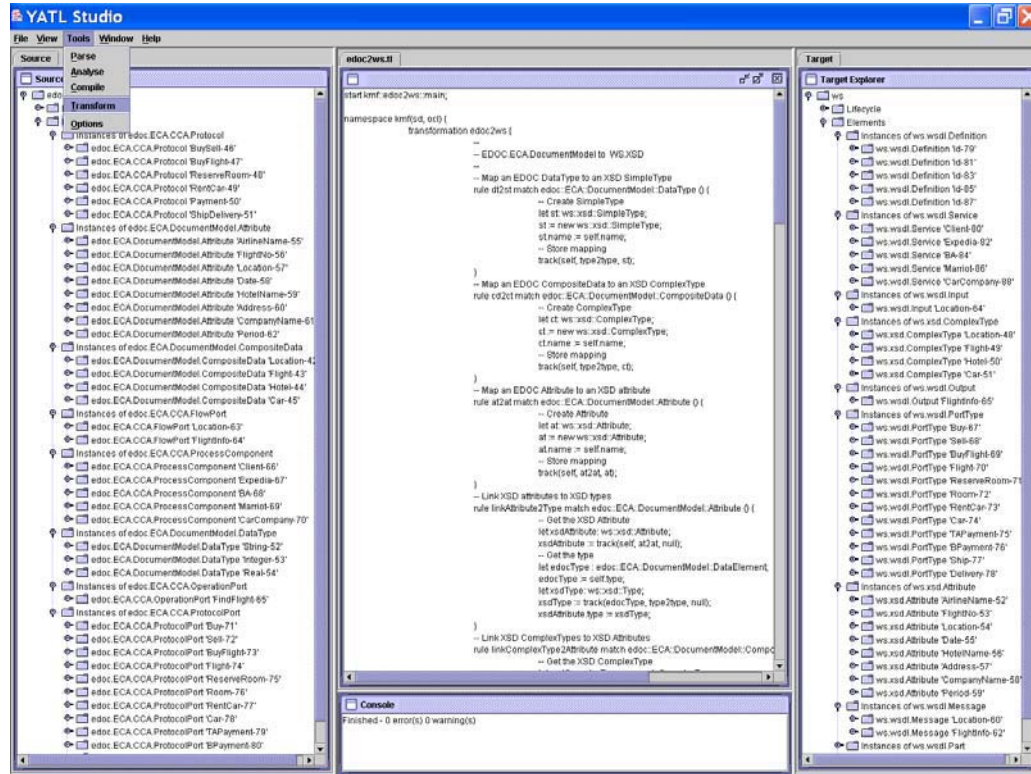 YATL Studio
File View Tools Window Help
Parse
Analyse
Compile
Transform
Options
Source
Instances of edoc.ECA.CCA.Protocol
edoc.ECA.CCA.Protocol 'BuySell-46'
edoc.ECA.CCA.Protocol 'BuyFlight-47'
edoc.ECA.CCA.Protocol 'ReserveRoom-48'
edoc.ECA.CCA.Protocol 'RentCar-49'
edoc.ECA.CCA.Protocol 'Payment-50'
edoc.ECA.CCA.Protocol 'ShipDelivery-51'
Instances of edoc.ECA.DocumentModel.Attribute
edoc.ECA.DocumentModel.Attribute 'AirlineName-55'
edoc.ECA.DocumentModel.Attribute 'FlightNo-56'
edoc.ECA.DocumentModel.Attribute 'Location-57'
edoc.ECA.DocumentModel.Attribute 'Date-58'
edoc.ECA.DocumentModel.Attribute 'HotelName-59'
edoc.ECA.DocumentModel.Attribute 'Address-60'
edoc.ECA.DocumentModel.Attribute 'CompanyName-61
edoc.ECA.DocumentModel.Attribute 'Period-62'
Instances of edoc.ECA.DocumentModel.CompositeData
edoc.ECA.DocumentModel.CompositeData 'Location-42
edoc.ECA.DocumentModel.CompositeData 'Flight-43'
edoc.ECA.DocumentModel.CompositeData 'Hotel-44'
edoc.ECA.DocumentModel.CompositeData 'Car-45'
Instances of edoc.ECA.CCA.FlowPort
edoc.ECA.CCA.FlowPort 'Location-63'
edoc.ECA.CCA.FlowPort 'FlightInfo-64'
Instances of edoc.ECA.CCA.ProcessComponent
edoc.ECA.CCA.ProcessComponent 'Client-66'
edoc.ECA.CCA.ProcessComponent 'Expedia-67'
edoc.ECA.CCA.ProcessComponent 'BA-68'
edoc.ECA.CCA.ProcessComponent 'Marriot-69'
edoc.ECA.CCA.ProcessComponent 'CarCompany-70'
Instances of edoc.ECA.DocumentModel.DataType
edoc.ECA.DocumentModel.DataType 'String-52'
edoc.ECA.DocumentModel.DataType 'Integer-53'
edoc.ECA.DocumentModel.DataType 'Real-54'
Instances of edoc.ECA.CCA.OperationPort
edoc.ECA.CCA.OperationPort 'FindFlight-65'
Instances of edoc.ECA.CCA.ProtocolPort
edoc.ECA.CCA.ProtocolPort 'Buy-71'
edoc.ECA.CCA.ProtocolPort 'Sell-72'
edoc.ECA.CCA.ProtocolPort 'BuyFlight-73'
edoc.ECA.CCA.ProtocolPort 'Flight-74'
edoc.ECA.CCA.ProtocolPort 'ReserveRoom-75'
edoc.ECA.CCA.ProtocolPort 'Room-76'
edoc.ECA.CCA.ProtocolPort 'RentCar-77'
edoc.ECA.CCA.ProtocolPort 'Car-78'
edoc.ECA.CCA.ProtocolPort 'TAPayment-79'
edoc.ECA.CCA.ProtocolPort 'BPayment-80'
edoc2ws.tl
start kmf::edoc2ws::main;
namespace kmf(sd, ocl) {
transformation edoc2ws {
--
-- EDOC.ECA.DocumentModel to WS.XSD
--
-- Map an EDOC DataType to an XSD SimpleType
rule dt2st match edoc::ECA::DocumentModel::DataType () {
-- Create SimpleType
let st: ws::xsd::SimpleType;
st := new ws::xsd::SimpleType;
st.name := self.name;
-- Store mapping
track(self, type2type, st);
}
-- Map an EDOC CompositeData to an XSD ComplexType
rule cd2ct match edoc::ECA::DocumentModel::CompositeData () {
-- Create ComplexType
let ct: ws::xsd::ComplexType;
ct := new ws::xsd::ComplexType;
ct.name := self.name;
-- Store mapping
track(self, type2type, ct);
}
-- Map an EDOC Attribute to an XSD attribute
rule at2at match edoc::ECA::DocumentModel::Attribute () {
-- Create Attribute
let at: ws::xsd::Attribute;
at := new ws::xsd::Attribute;
at.name := self.name;
-- Store mapping
track(self, at2at, at);
}
-- Link XSD attributes to XSD types
rule linkAttribute2Type match edoc::ECA::DocumentModel::Attribute () {
-- Get the XSD Attribute
let xsdAttribute: ws::xsd::Attribute;
xsdAttribute := track(self, at2at, null);
-- Get the type
let edocType : edoc::ECA::DocumentModel::DataElement;
edocType := self.type;
let xsdType: ws::xsd::Type;
xsdType := track(edocType, type2type, null);
xsdAttribute.type := xsdType;
}
-- Link XSD ComplexTypes to XSD Attributes
rule linkComplexType2Attribute match edoc::ECA::DocumentModel::Compo
-- Get the XSD ComplexType
Console
Finished - 0 error(s) 0 warning(s)
Target
Target Explorer
ws
Lifecycle
Elements
Instances of ws.wsdl.Definition
ws.wsdl.Definition 'id-79'
ws.wsdl.Definition 'id-81'
ws.wsdl.Definition 'id-83'
ws.wsdl.Definition 'id-85'
ws.wsdl.Definition 'id-87'
Instances of ws.wsdl.Service
ws.wsdl.Service 'Client-80'
ws.wsdl.Service 'Expedia-82'
ws.wsdl.Service 'BA-84'
ws.wsdl.Service 'Marriot-86'
ws.wsdl.Service 'CarCompany-88'
Instances of ws.wsdl.Input
ws.wsdl.Input 'Location-64'
Instances of ws.xsd.ComplexType
ws.xsd.ComplexType 'Location-48'
ws.xsd.ComplexType 'Flight-49'
ws.xsd.ComplexType 'Hotel-50'
ws.xsd.ComplexType 'Car-51'
Instances of ws.wsdl.Output
ws.wsdl.Output 'FlightInfo-65'
Instances of ws.wsdl.PortType
ws.wsdl.PortType 'Buy-67'
ws.wsdl.PortType 'Sell-68'
ws.wsdl.PortType 'BuyFlight-69'
ws.wsdl.PortType 'Flight-70'
ws.wsdl.PortType 'ReserveRoom-71
ws.wsdl.PortType 'Room-72'
ws.wsdl.PortType 'RentCar-73'
ws.wsdl.PortType 'Car-74'
ws.wsdl.PortType 'TAPayment-75'
ws.wsdl.PortType 'BPayment-76'
ws.wsdl.PortType 'Ship-77'
ws.wsdl.PortType 'Delivery-78'
Instances of ws.xsd.Attribute
ws.xsd.Attribute 'AirlineName-52'
ws.xsd.Attribute 'FlightNo-53'
ws.xsd.Attribute 'Location-54'
ws.xsd.Attribute 'Date-55'
ws.xsd.Attribute 'HotelName-56'
ws.xsd.Attribute 'Address-57'
ws.xsd.Attribute 'CompanyName-58'
ws.xsd.Attribute 'Period-59'
Instances of ws.wsdl.Message
ws.wsdl.Message 'Location-60'
ws.wsdl.Message 'FlightInfo-62'
Instances of ws.wsdl.Part